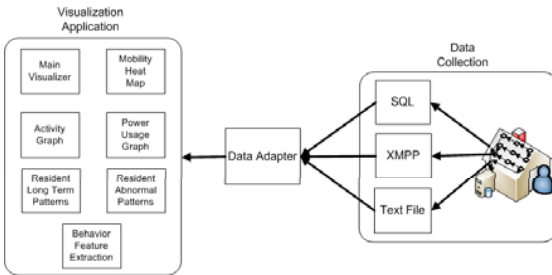 Visualization
Application
Main
Visualizer
Mobility
Heat
Map
Activity
Graph
Power
Usage
Graph
Resident
Long Term
Patterns
Resident
Abnormal
Patterns
Behavior
Feature
Extraction
Data Adapter
Data
Collection
SQL
XMPP
Text File